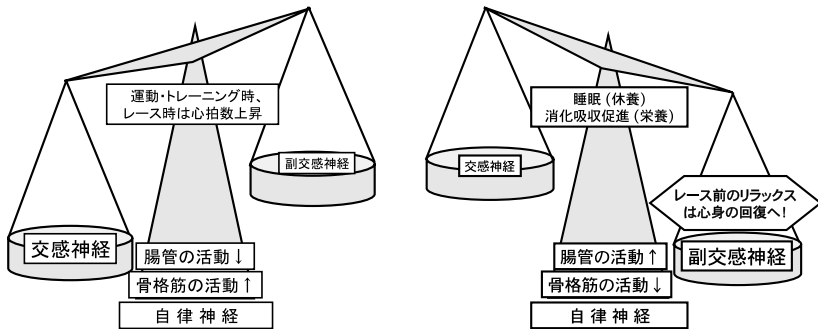 運動・トレーニング時、
レース時は心拍数上昇
副交感神経
交感神経
腸管の活動↓
骨格筋の活動↑
自律神経
睡眠(休養)
消化吸収促進(栄養)
交感神経
レース前のリラックス
は心身の回復へ!
副交感神経
腸管の活動↑
骨格筋の活動↓
自律神経